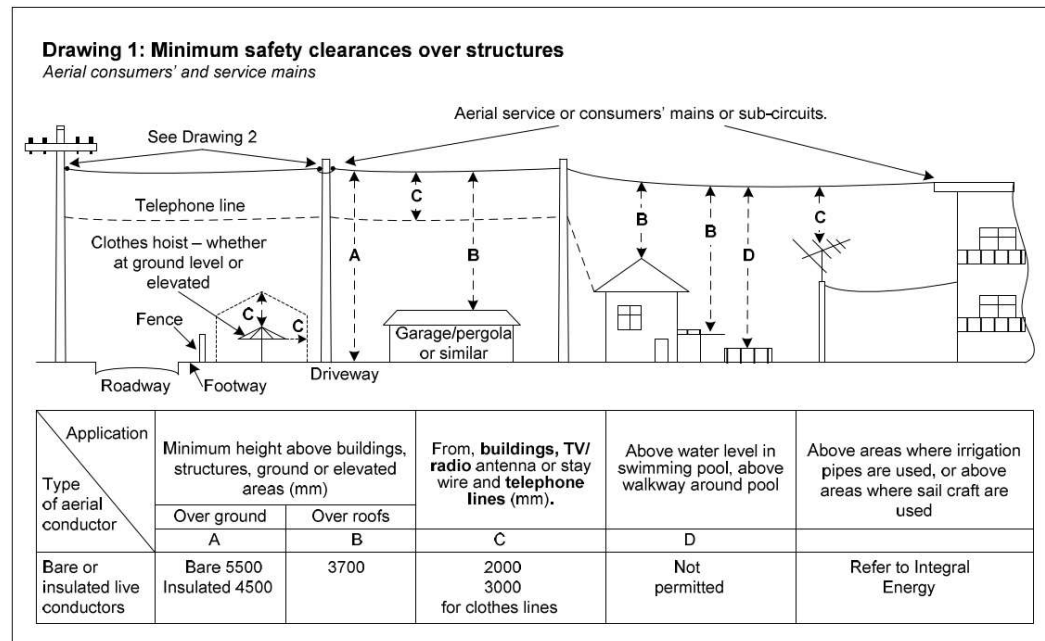 Drawing 1: Minimum safety clearances over structures
Aerial consumers' and service mains
Aerial service or consumers' mains or sub-circuits.
See Drawing 2
Telephone line
Clothes hoist – whether
at ground level or
elevated
C
B
B
B
C
A
D
C
C
Fence
Garage/pergola
or similar
Roadway
Footway
Driveway
Application
Type
of aerial
conductor
Minimum height above buildings,
structures, ground or elevated
areas (mm)
Over ground
Over roofs
From, buildings, TV/
radio antenna or stay
wire and telephone
lines (mm).
Above water level in
swimming pool, above
walkway around pool
Above areas where irrigation
pipes are used, or above
areas where sail craft are
used
A
B
C
D
Bare or
insulated live
conductors
Bare 5500
Insulated 4500
3700
2000
3000
for clothes lines
Not
permitted
Refer to Integral
Energy